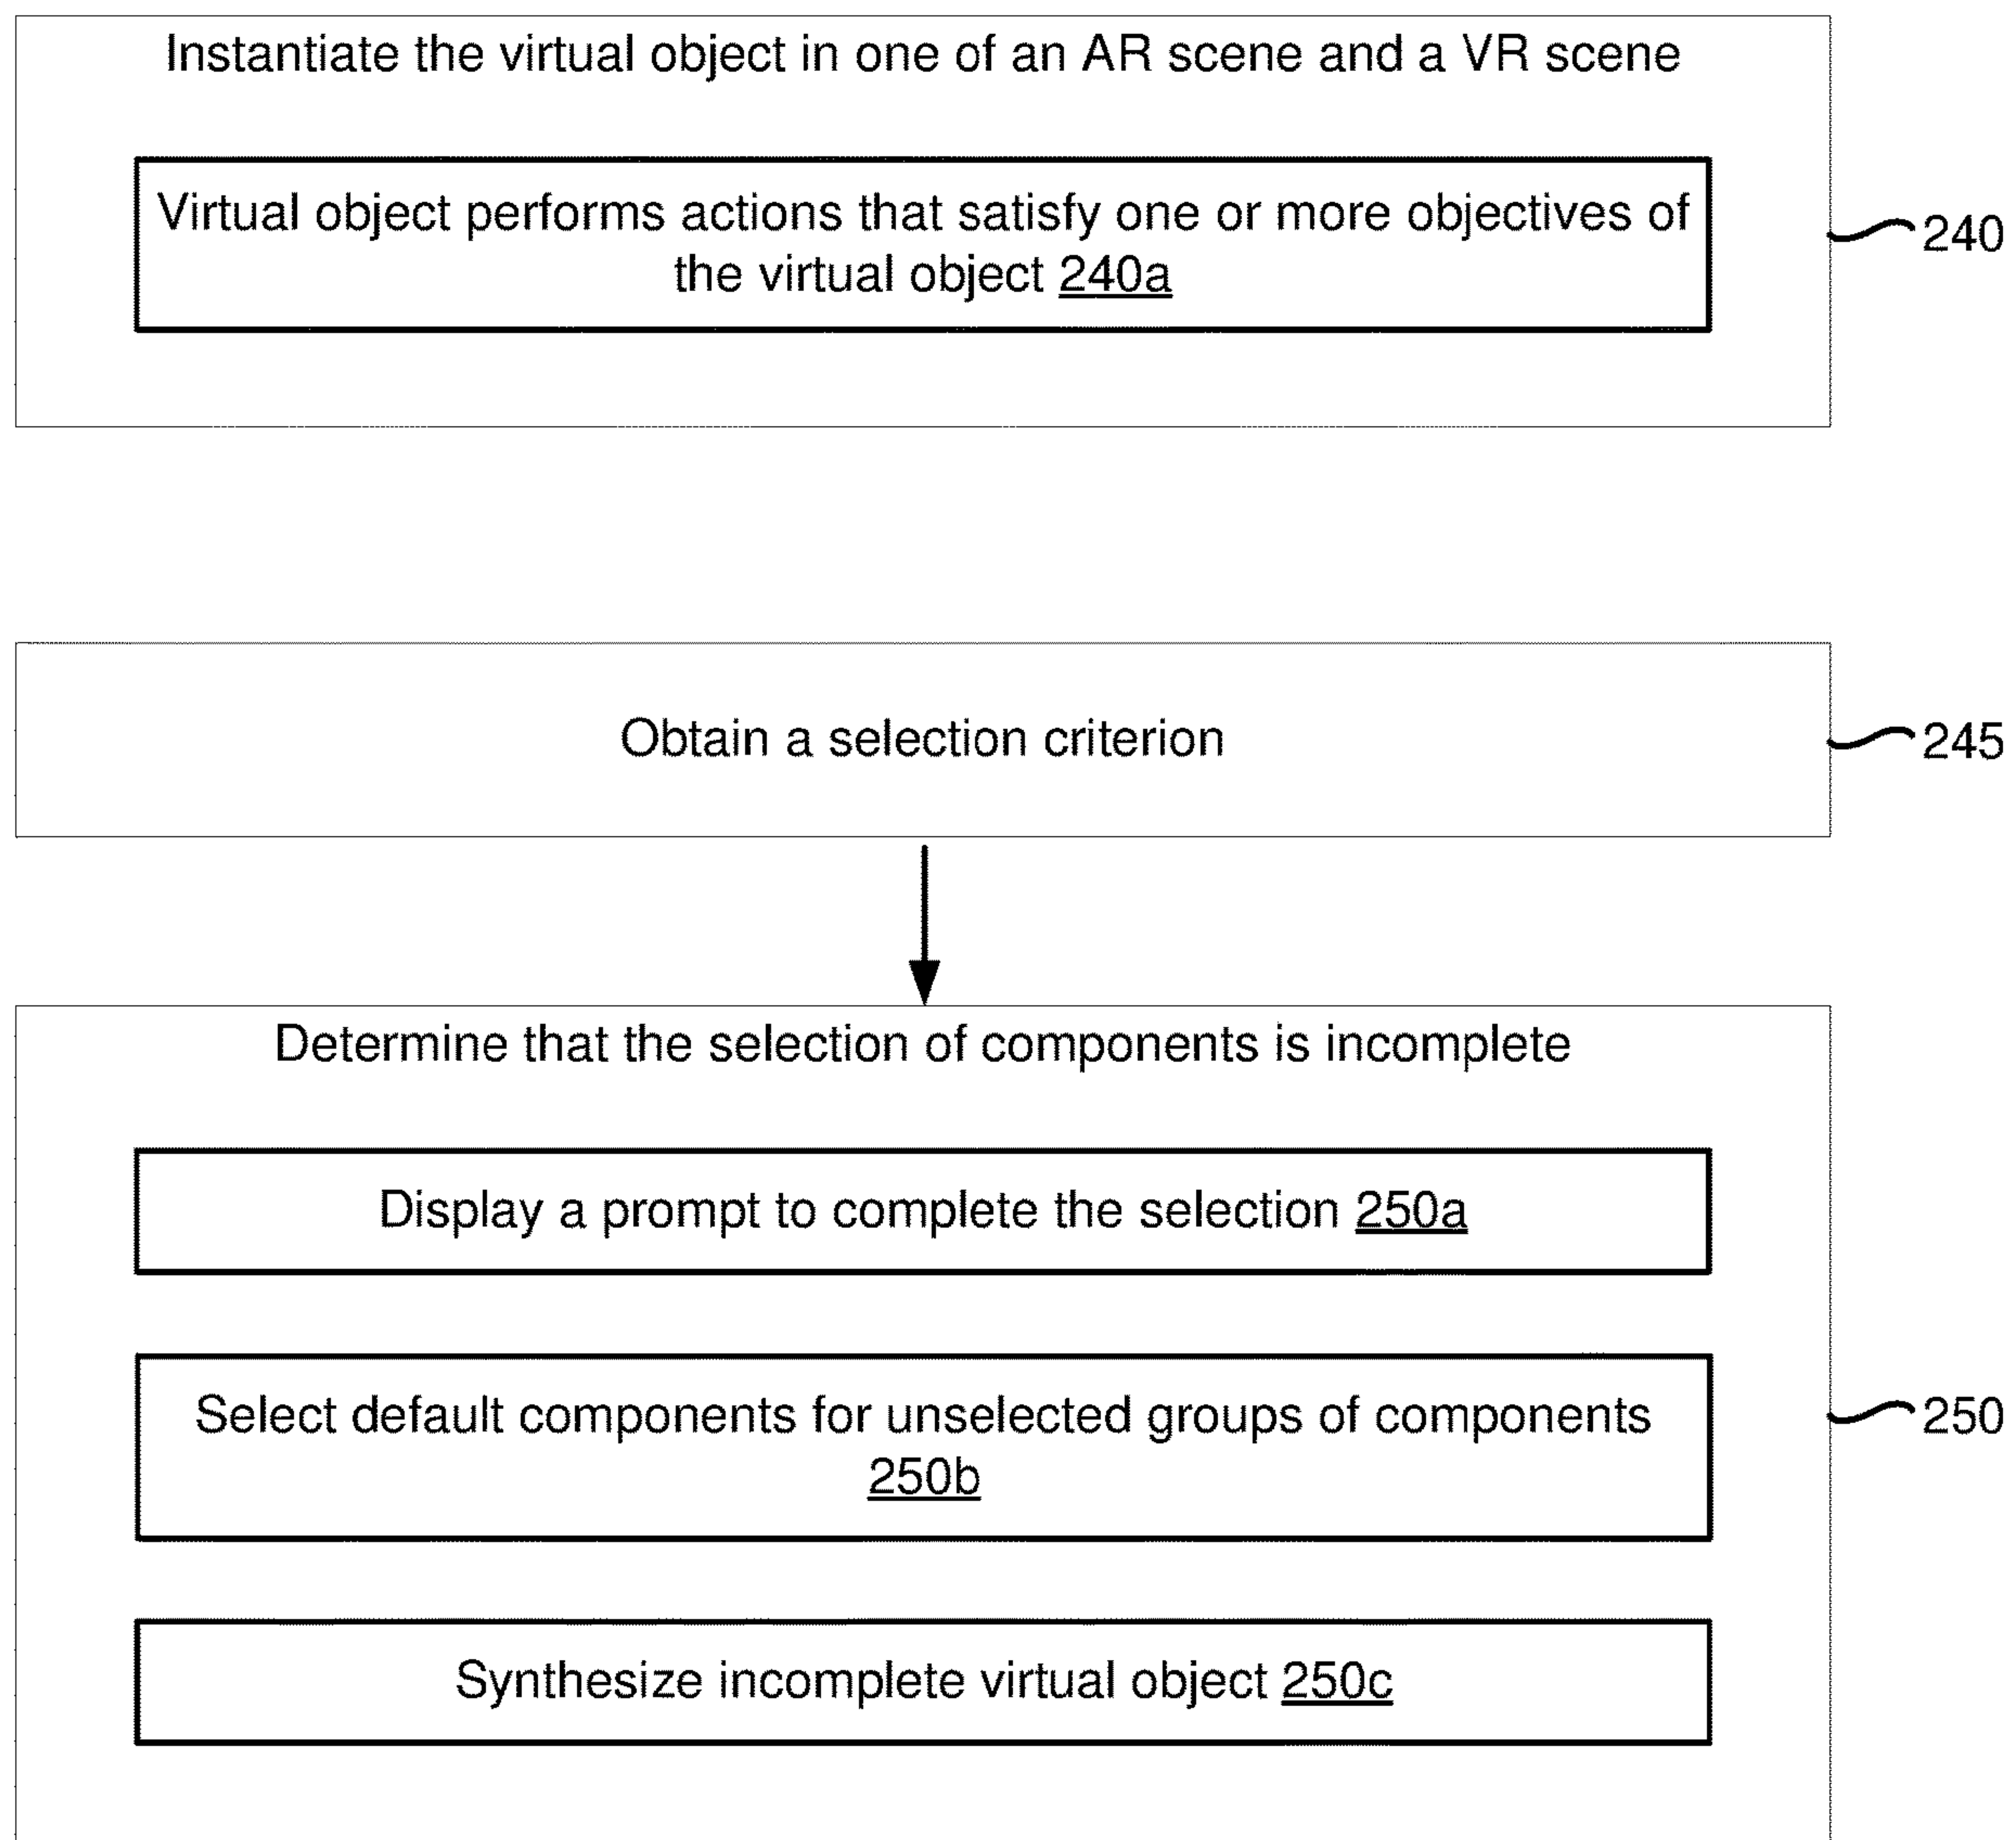 Instantiate the virtual object in one of an AR scene and a VR scene
Virtual object performs actions that satisfy one or more objectives of
the virtual object 240a
240
Obtain a selection criterion
245
Determine that the selection of components is incomplete
Display a prompt to complete the selection 250a
Select default components for unselected groups of components
250b
250
Synthesize incomplete virtual object 250c